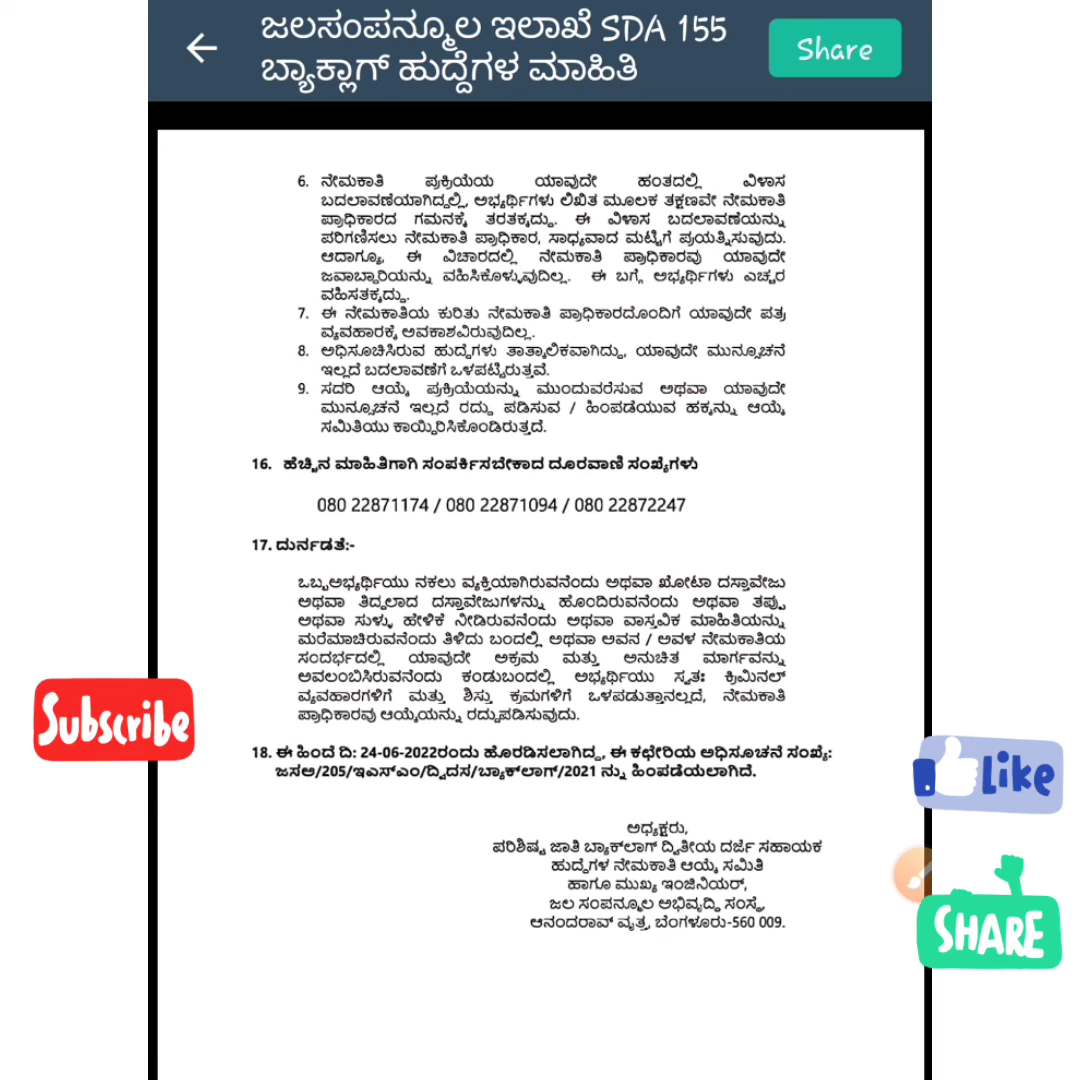 ಜಲಸಂಪನ್ಮೂಲ ಇಲಾಖೆ SDA 155
ಬ್ಯಾಕ್ಲಾಗ್ ಹುದ್ದೆಗಳ ಮಾಹಿತಿ
Share
6. ನೇಮಕಾತಿ ಪ್ರಕ್ರಿಯೆಯ ಯಾವುದೇ ಹಂತದಲ್ಲಿ ವಿಳಾಸ
ಬದಲಾವಣೆಯಾಗಿದ್ದಲ್ಲಿ, ಅಭ್ಯರ್ಥಿಗಳು ಲಿಖಿತ ಮೂಲಕ ತಕ್ಷಣವೇ ನೇಮಕಾತಿ
ಪ್ರಾಧಿಕಾರದ ಗಮನಕ್ಕೆ ತರತಕ್ಕದ್ದು. ಈ ವಿಳಾಸ ಬದಲಾವಣೆಯನ್ನು
ಪರಿಗಣಿಸಲು ನೇಮಕಾತಿ ಪ್ರಾಧಿಕಾರ, ಸಾಧ್ಯವಾದ ಮಟ್ಟಿಗೆ ಪ್ರಯತ್ನಿಸುವುದು.
ಆದಾಗ್ಯೂ, ಈ ವಿಚಾರದಲ್ಲಿ ನೇಮಕಾತಿ ಪ್ರಾಧಿಕಾರವು ಯಾವುದೇ
ಜವಾಬ್ದಾರಿಯನ್ನು ವಹಿಸಿಕೊಳ್ಳುವುದಿಲ್ಲ. ಈ ಬಗ್ಗೆ ಅಭ್ಯರ್ಥಿಗಳು ಎಚ್ಚರ
ವಹಿಸತಕ್ಕದ್ದು.
7. ಈ ನೇಮಕಾತಿಯ ಕುರಿತು ನೇಮಕಾತಿ ಪ್ರಾಧಿಕಾರದೊಂದಿಗೆ ಯಾವುದೇ ಪತ್ರ
ವ್ಯವಹಾರಕ್ಕೆ ಅವಕಾಶವಿರುವುದಿಲ್ಲ.
8. ಅಧಿಸೂಚಿಸಿರುವ ಹುದ್ದೆಗಳು ತಾತ್ಕಾಲಿಕವಾಗಿದ್ದು, ಯಾವುದೇ ಮುನ್ಸೂಚನೆ
ಇಲ್ಲದೆ ಬದಲಾವಣೆಗೆ ಒಳಪಟ್ಟಿರುತ್ತವೆ.
9. ಸದರಿ ಆಯ್ಕೆ ಪ್ರಕ್ರಿಯೆಯನ್ನು ಮುಂದುವರೆಸುವ ಅಥವಾ ಯಾವುದೇ
ಮುನ್ಸೂಚನೆ ಇಲ್ಲದೆ ರದ್ದು ಪಡಿಸುವ / ಹಿಂಪಡೆಯುವ ಹಕ್ಕನ್ನು ಆಯ್ಕೆ
ಸಮಿತಿಯು ಕಾಯ್ದಿರಿಸಿಕೊಂಡಿರುತ್ತದೆ.
16. ಹೆಚ್ಚಿನ ಮಾಹಿತಿಗಾಗಿ ಸಂಪರ್ಕಿಸಬೇಕಾದ ದೂರವಾಣಿ ಸಂಖ್ಯೆಗಳು
080 22871174 / 080 22871094 / 080 22872247
17. ದುರ್ನಡತೆ:-
ಒಬ್ಬ ಅಭ್ಯರ್ಥಿಯು ನಕಲು ವ್ಯಕ್ತಿಯಾಗಿರುವನೆಂದು ಅಥವಾ ಖೋಟಾ ದಸ್ತಾವೇಜು
ಅಥವಾ ತಿದ್ದಲಾದ ದಸ್ತಾವೇಜುಗಳನ್ನು ಹೊಂದಿರುವನೆಂದು ಅಥವಾ ತಪ್ಪು
ಅಥವಾ ಸುಳ್ಳು ಹೇಳಿಕೆ ನೀಡಿರುವನೆಂದು ಅಥವಾ ವಾಸ್ತವಿಕ ಮಾಹಿತಿಯನ್ನು
ಮರೆಮಾಚಿರುವನೆಂದು ತಿಳಿದು ಬಂದಲ್ಲಿ ಅಥವಾ ಅವನ / ಅವಳ ನೇಮಕಾತಿಯ
ಸಂದರ್ಭದಲ್ಲಿ ಯಾವುದೇ ಅಕ್ರಮ ಮತ್ತು ಅನುಚಿತ ಮಾರ್ಗವನ್ನು
ಅವಲಂಬಿಸಿರುವನೆಂದು ಕಂಡುಬಂದಲ್ಲಿ ಅಭ್ಯರ್ಥಿಯು ಸ್ವತಃ ಕ್ರಿಮಿನಲ್
ವ್ಯವಹಾರಗಳಿಗೆ ಮತ್ತು ಶಿಸ್ತು ಕ್ರಮಗಳಿಗೆ ಒಳಪಡುತ್ತಾನಲ್ಲದೆ, ನೇಮಕಾತಿ
ಪ್ರಾಧಿಕಾರವು ಆಯ್ಕೆಯನ್ನು ರದ್ದುಪಡಿಸುವುದು.
18. ಈ ಹಿಂದೆ ದಿ: 24-06-2022ರಂದು ಹೊರಡಿಸಲಾಗಿದ್ದ, ಈ ಕಛೇರಿಯ ಅಧಿಸೂಚನೆ ಸಂಖ್ಯೆ:
ಜಸಅ/205/ಇಎಸ್ಎಂ/ದ್ವಿದಸ/ಬ್ಯಾಕ್‌ಲಾಗ್/2021 ನ್ನು ಹಿಂಪಡೆಯಲಾಗಿದೆ.
ಅಧ್ಯಕ್ಷರು,
ಪರಿಶಿಷ್ಟ ಜಾತಿ ಬ್ಯಾಕ್‌ಲಾಗ್ ದ್ವಿತೀಯ ದರ್ಜೆ ಸಹಾಯಕ
ಹುದ್ದೆಗಳ ನೇಮಕಾತಿ ಆಯ್ಕೆ ಸಮಿತಿ
ಹಾಗೂ ಮುಖ್ಯ ಇಂಜಿನಿಯರ್,
ಜಲ ಸಂಪನ್ಮೂಲ ಅಭಿವೃದ್ಧಿ ಸಂಸ್ಥೆ,
ಆನಂದರಾವ್ ವೃತ್ತ, ಬೆಂಗಳೂರು-560 009.
Subscribe
Like
SHARE